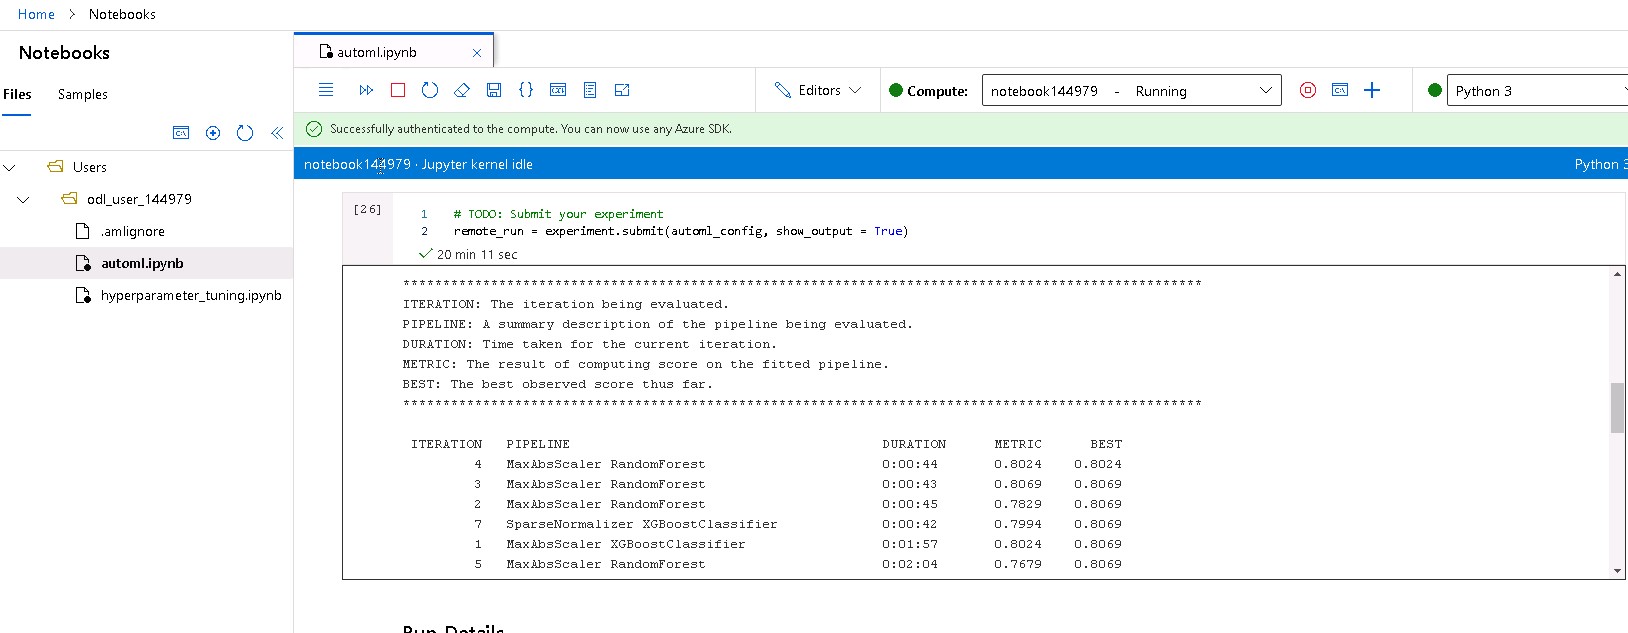 Home > Notebooks
Notebooks
Files Samples
Users
odl_user_144979
.amlignore
automl.ipynb
hyperparameter_tuning.ipynb
automl.ipynb ×
Editors
Compute: notebook144979 - Running
Python 3
Successfully authenticated to the compute. You can now use any Azure SDK.
notebook144979 · Jupyter kernel idle Python 3
[26]
1 # TODO: Submit your experiment
2 remote_run = experiment.submit(automl_config, show_output = True)
20 min 11 sec
****************************************************************************************************
ITERATION: The iteration being evaluated.
PIPELINE: A summary description of the pipeline being evaluated.
DURATION: Time taken for the current iteration.
METRIC: The result of computing score on the fitted pipeline.
BEST: The best observed score thus far.
****************************************************************************************************
ITERATION PIPELINE DURATION METRIC BEST
4 MaxAbsScaler RandomForest 0:00:44 0.8024 0.8024
3 MaxAbsScaler RandomForest 0:00:43 0.8069 0.8069
2 MaxAbsScaler RandomForest 0:00:45 0.7829 0.8069
7 SparseNormalizer XGBoostClassifier 0:00:42 0.7994 0.8069
1 MaxAbsScaler XGBoostClassifier 0:01:57 0.8024 0.8069
5 MaxAbsScaler RandomForest 0:02:04 0.7679 0.8069
Run Details